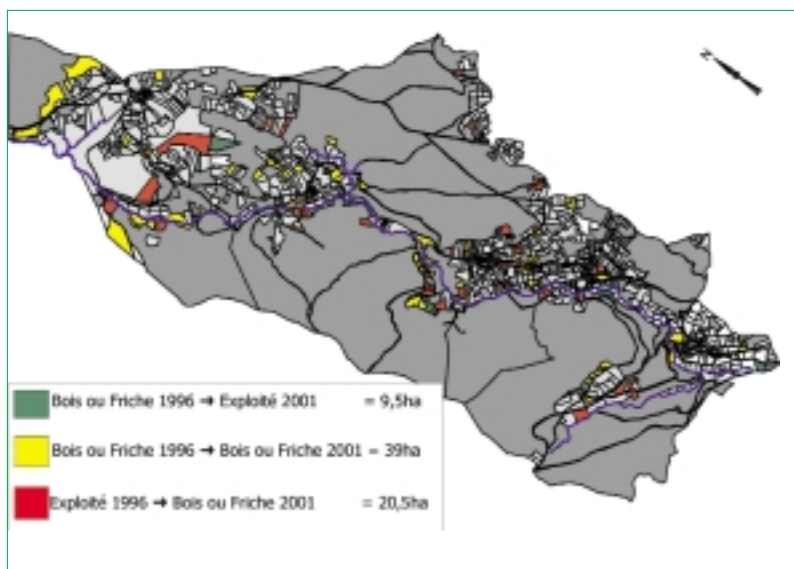 N
Bois ou Friche 1996 → Exploité 2001 = 9,5ha
Bois ou Friche 1996 → Bois ou Friche 2001 = 39ha
Exploité 1996 → Bois ou Friche 2001 = 20,5ha